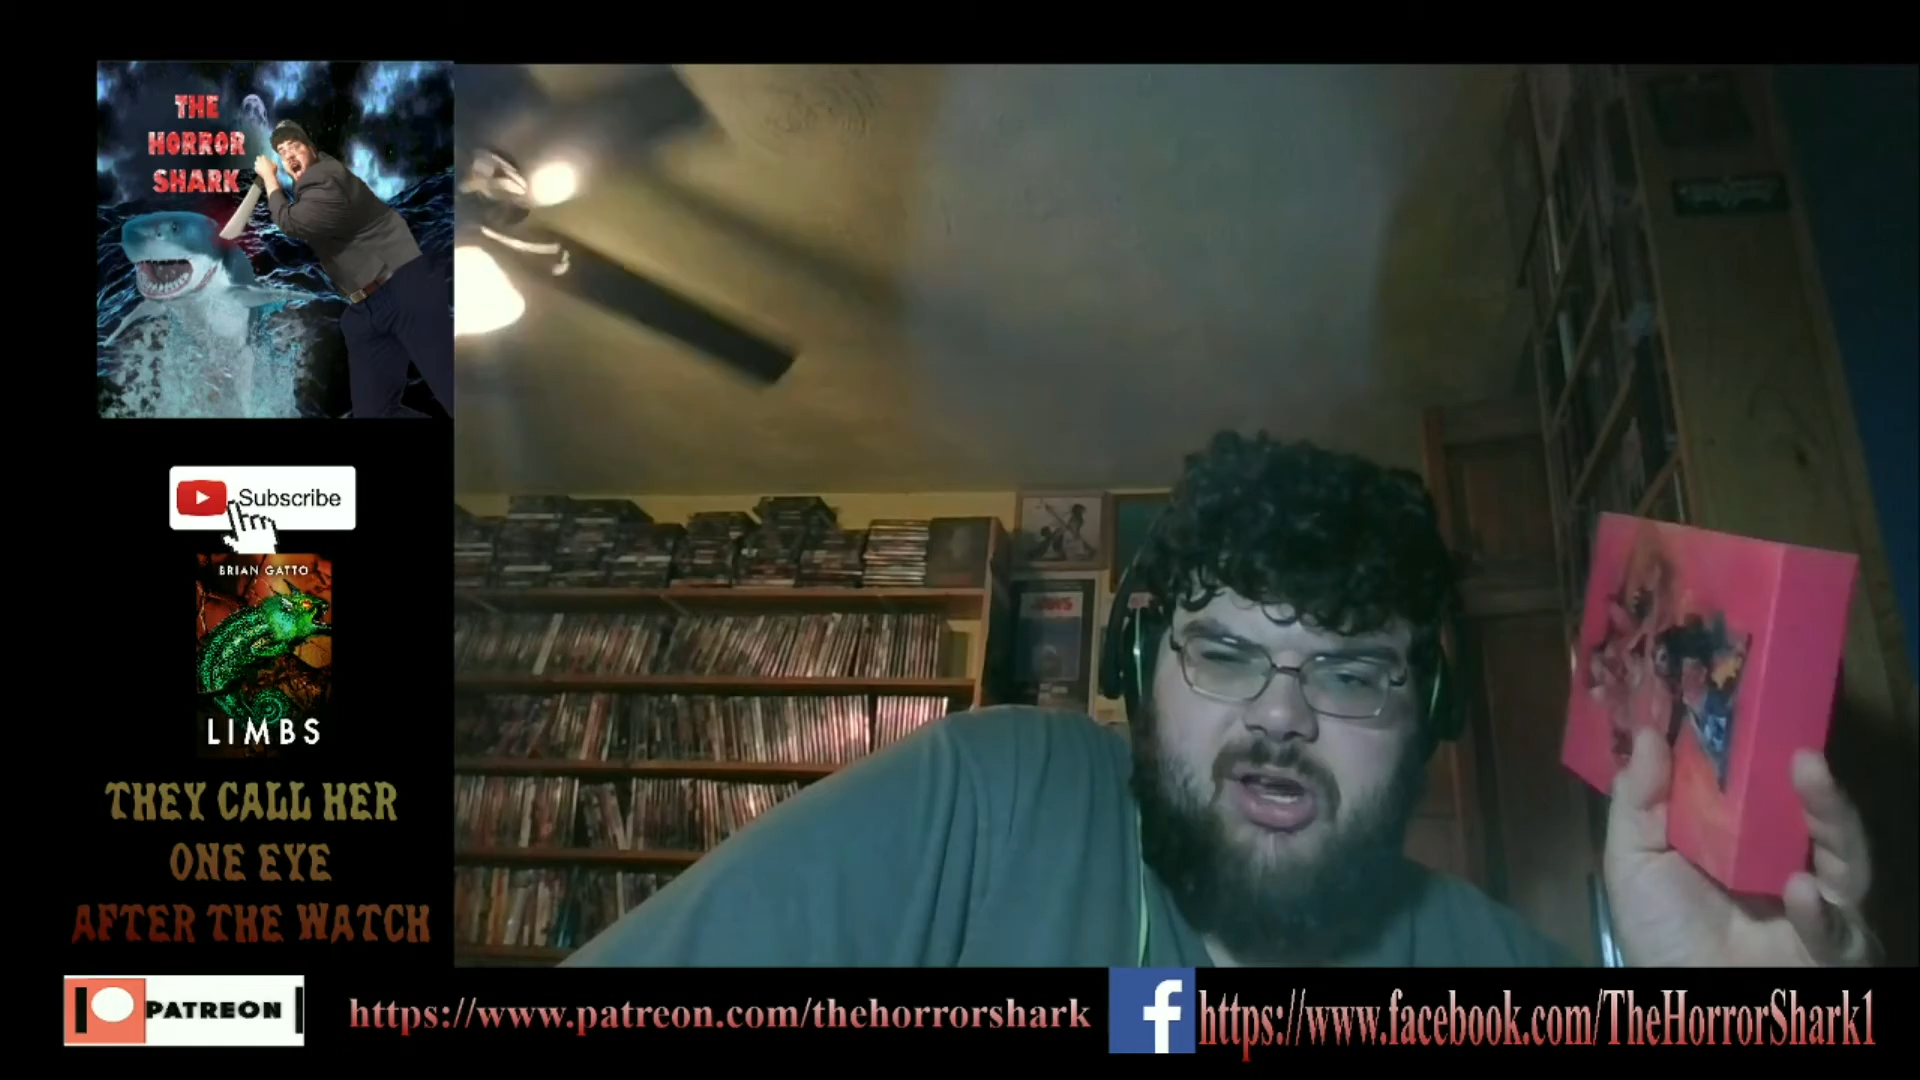 THE
HORROR
SHARK
Subscribe
BRIAN GATTO
LIMBS
THEY CALL HER
ONE EYE
AFTER THE WATCH
JAWS
PATREON
https://www.patreon.com/thehorrorshark
https://www.facebook.com/TheHorrorShark1